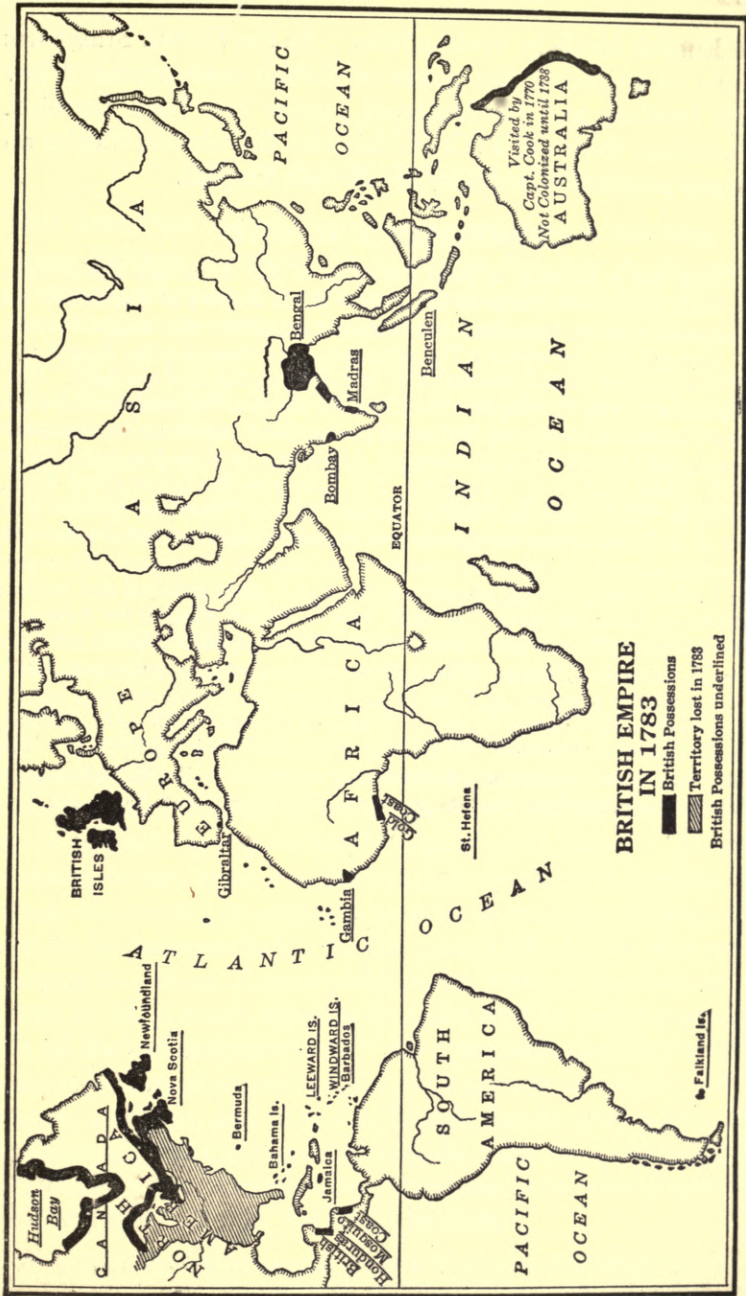 BRITISH EMPIRE
IN 1783
British Possessions
Territory lost in 1783
British Possessions underlined
Hudson
Bay
CANADA
NORTH AMERICA
Newfoundland
Nova Scotia
Bermuda
Bahama Is.
LEEWARD IS.
WINDWARD IS.
Barbados
Jamaica
British
Honduras
Mosquito
Coast
PACIFIC
OCEAN
SOUTH
AMERICA
Falkland Is.
ATLANTIC
OCEAN
BRITISH
ISLES
EUROPE
Gibraltar
Gambia
AFRICA
Gold
Coast
St. Helena
EQUATOR
ASIA
Bombay
Madras
Bengal
Benculen
INDIAN
OCEAN
PACIFIC
OCEAN
Visited by
Capt. Cook in 1770
Not Colonized until 1788
AUSTRALIA